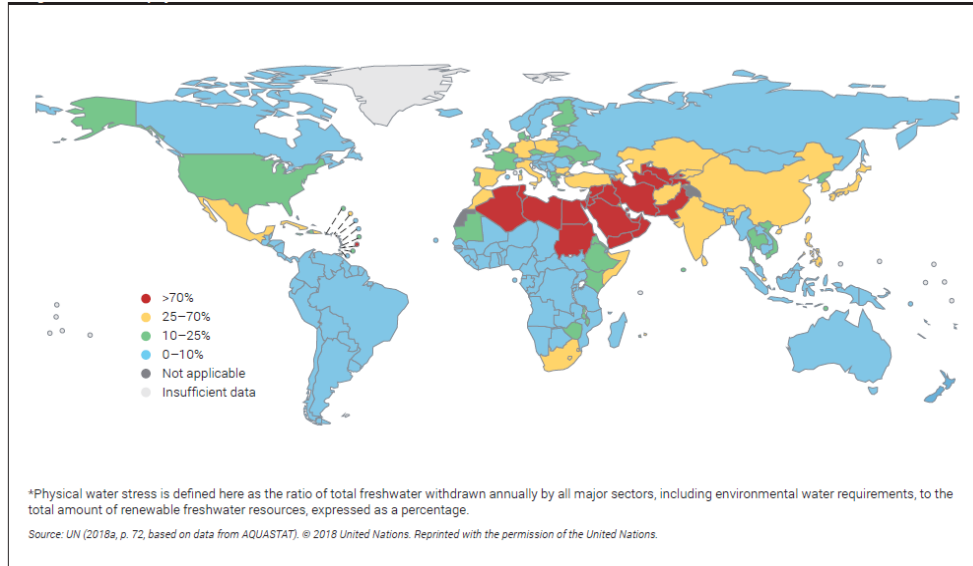 >70%
25–70%
10–25%
0–10%
Not applicable
Insufficient data
*Physical water stress is defined here as the ratio of total freshwater withdrawn annually by all major sectors, including environmental water requirements, to the
total amount of renewable freshwater resources, expressed as a percentage.
Source: UN (2018a, p. 72, based on data from AQUASTAT). © 2018 United Nations. Reprinted with the permission of the United Nations.